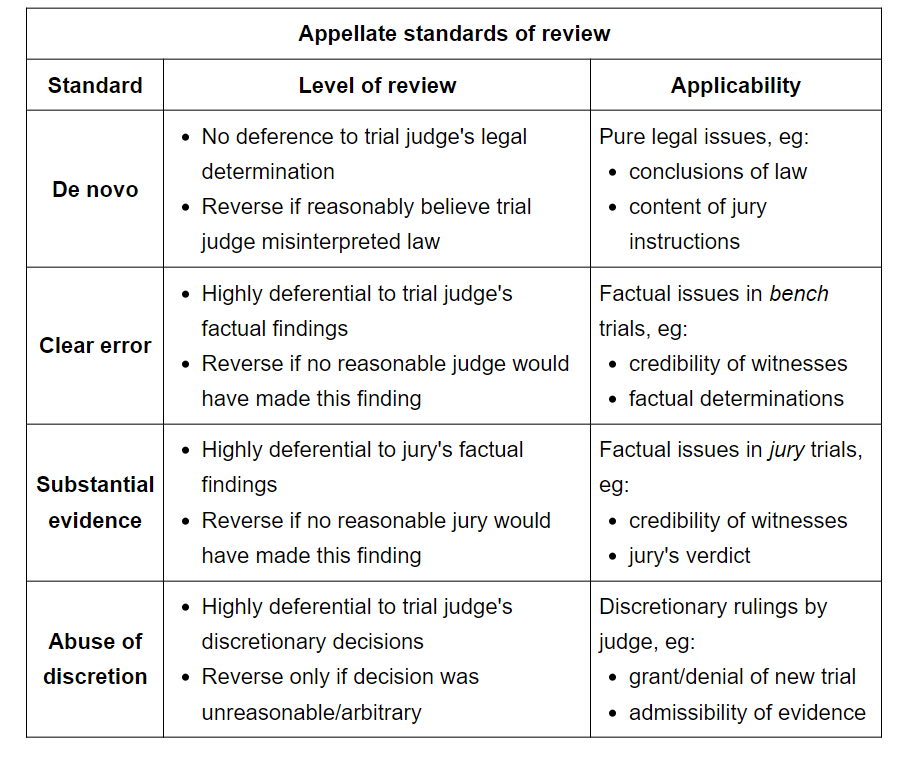 Appellate standards of review
Standard
Level of review
Applicability
De novo
• No deference to trial judge's legal
determination
• Reverse if reasonably believe trial
judge misinterpreted law
Pure legal issues, eg:
• conclusions of law
• content of jury
instructions
Clear error
• Highly deferential to trial judge's
factual findings
• Reverse if no reasonable judge would
have made this finding
Factual issues in bench
trials, eg:
• credibility of witnesses
• factual determinations
Substantial
evidence
• Highly deferential to jury's factual
findings
• Reverse if no reasonable jury would
have made this finding
Factual issues in jury trials,
eg:
• credibility of witnesses
• jury's verdict
Abuse of
discretion
• Highly deferential to trial judge's
discretionary decisions
• Reverse only if decision was
unreasonable/arbitrary
Discretionary rulings by
judge, eg:
• grant/denial of new trial
• admissibility of evidence